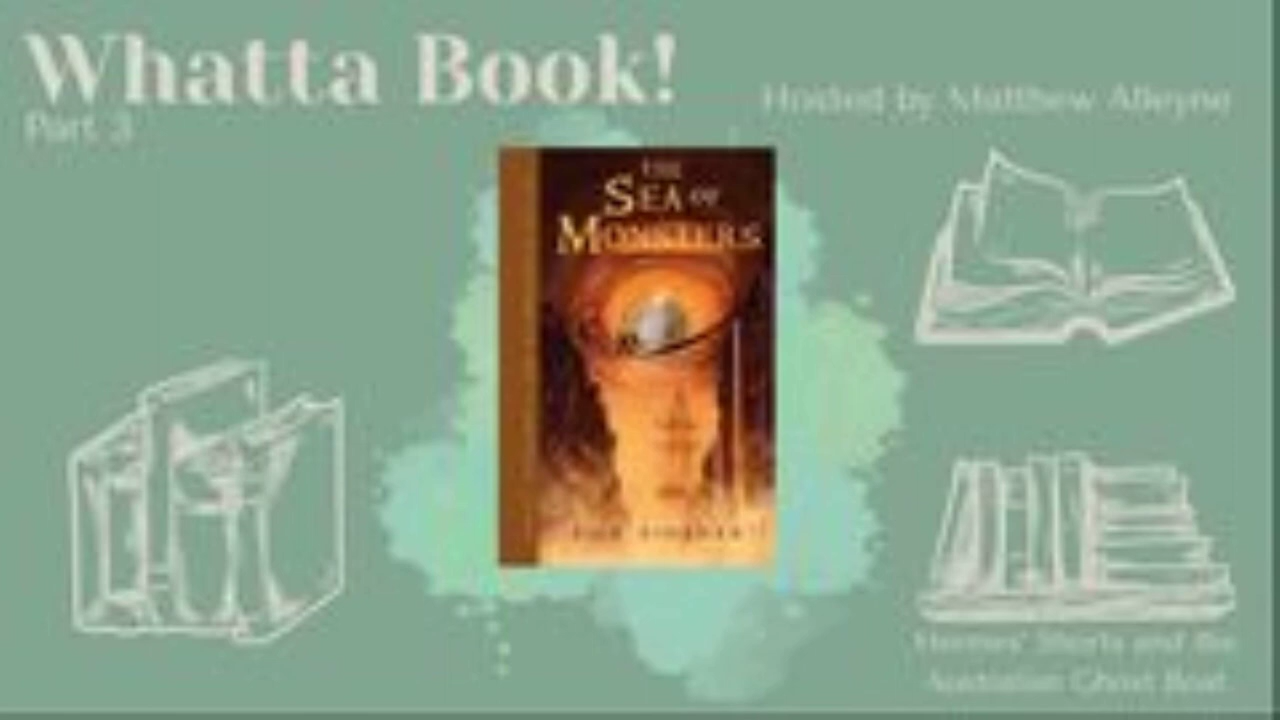 Whatta Book!
Part 3
Hosted by Matthew Alleyne
THE
SEA OF
MONSTERS
Hermes' Shorts and the
Australian Ghost Boat